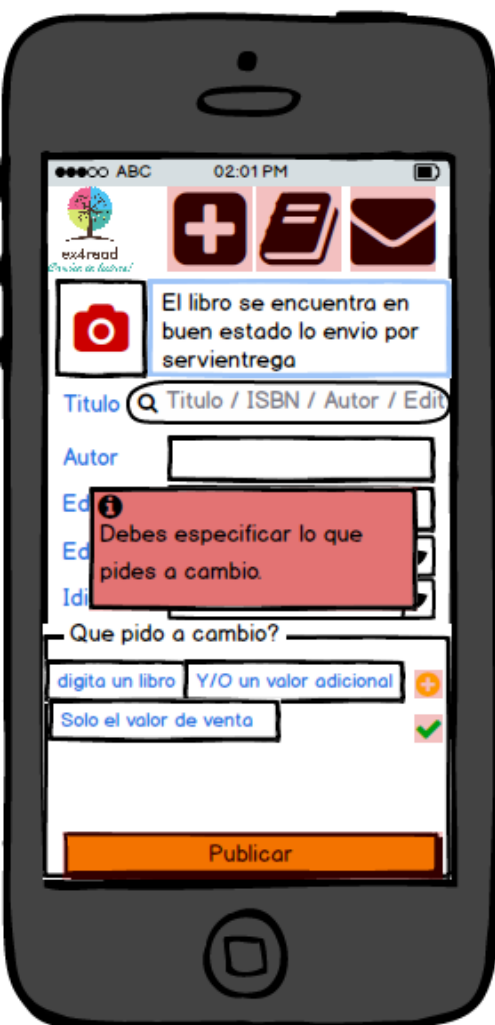 ABC 02:01 PM
ex4read
El libro se encuentra en
buen estado lo envio por
servientrega
Titulo Titulo / ISBN / Autor / Edit
Autor
Ed
Debes especificar lo que
Ed
pides a cambio.
Idi
Que pido a cambio?
digita un libro Y/O un valor adicional
Solo el valor de venta
Publicar